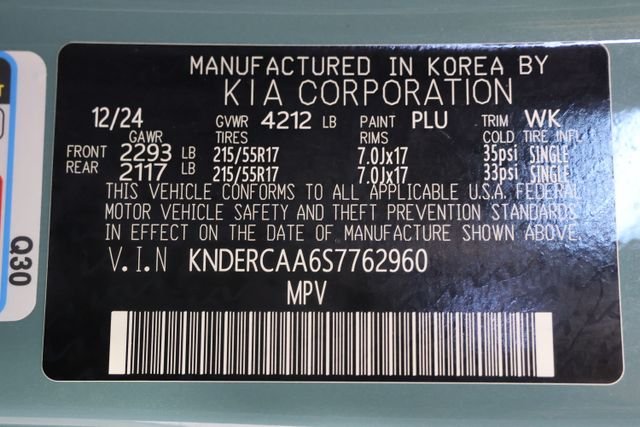 MANUFACTURED IN KOREA BY
KIA CORPORATION
12/24 GVWR 4212 LB PAINT PLU TRIM WK
GAWR TIRES RIMS COLD TIRE INFL
FRONT 2293 LB 215/55R17 7.0Jx17 35psi SINGLE
REAR 2117 LB 215/55R17 7.0Jx17 33psi SINGLE
THIS VEHICLE CONFORMS TO ALL APPLICABLE U.S.A. FEDERAL
MOTOR VEHICLE SAFETY AND THEFT PREVENTION STANDARDS
IN EFFECT ON THE DATE OF MANUFACTURE SHOWN ABOVE.
V.I.N KNDERCAA6S7762960
MPV
Q30